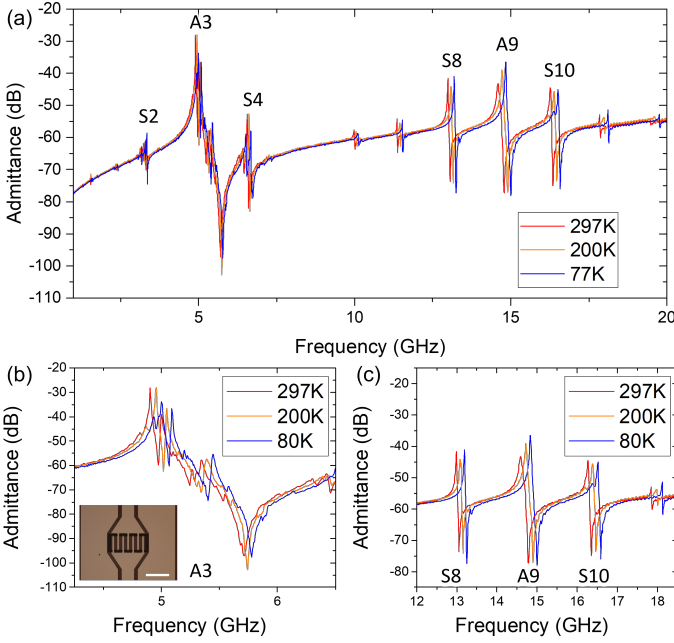 (a)
-20
-30
-40
-50
-60
-70
-80
-90
-100
-110
Admittance (dB)
A3
S2
S4
S8
A9
S10
297K
200K
77K
5
10
15
20
Frequency (GHz)
(b)
-20
-30
-40
-50
-60
-70
-80
-90
-100
-110
Admittance (dB)
297K
200K
80K
A3
5
6
Frequency (GHz)
(c)
-20
-30
-40
-50
-60
-70
-80
Admittance (dB)
297K
200K
80K
S8
A9
S10
12
13
14
15
16
17
18
Frequency (GHz)